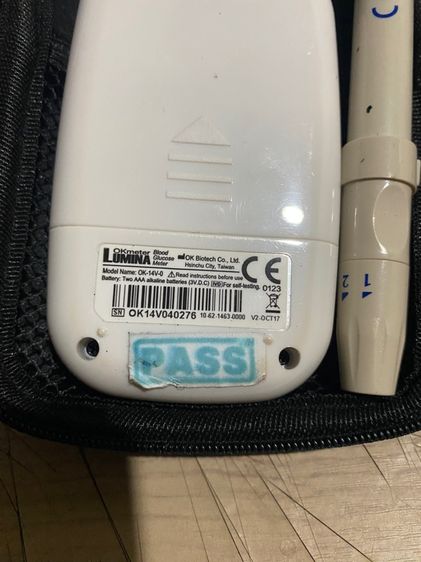 OKmeter
LUMINA
Blood
Glucose
Meter
OK Biotech Co., Ltd.
Hsinchu City, Taiwan
CE
0123
Model Name: OK-14V-0 Read instructions before use.
Battery: Two AAA alkaline batteries (3V.D.C) IVD For self-testing.
SN OK14V040276 10-62-1463-0000 V2-OCT17
PASS
1
2